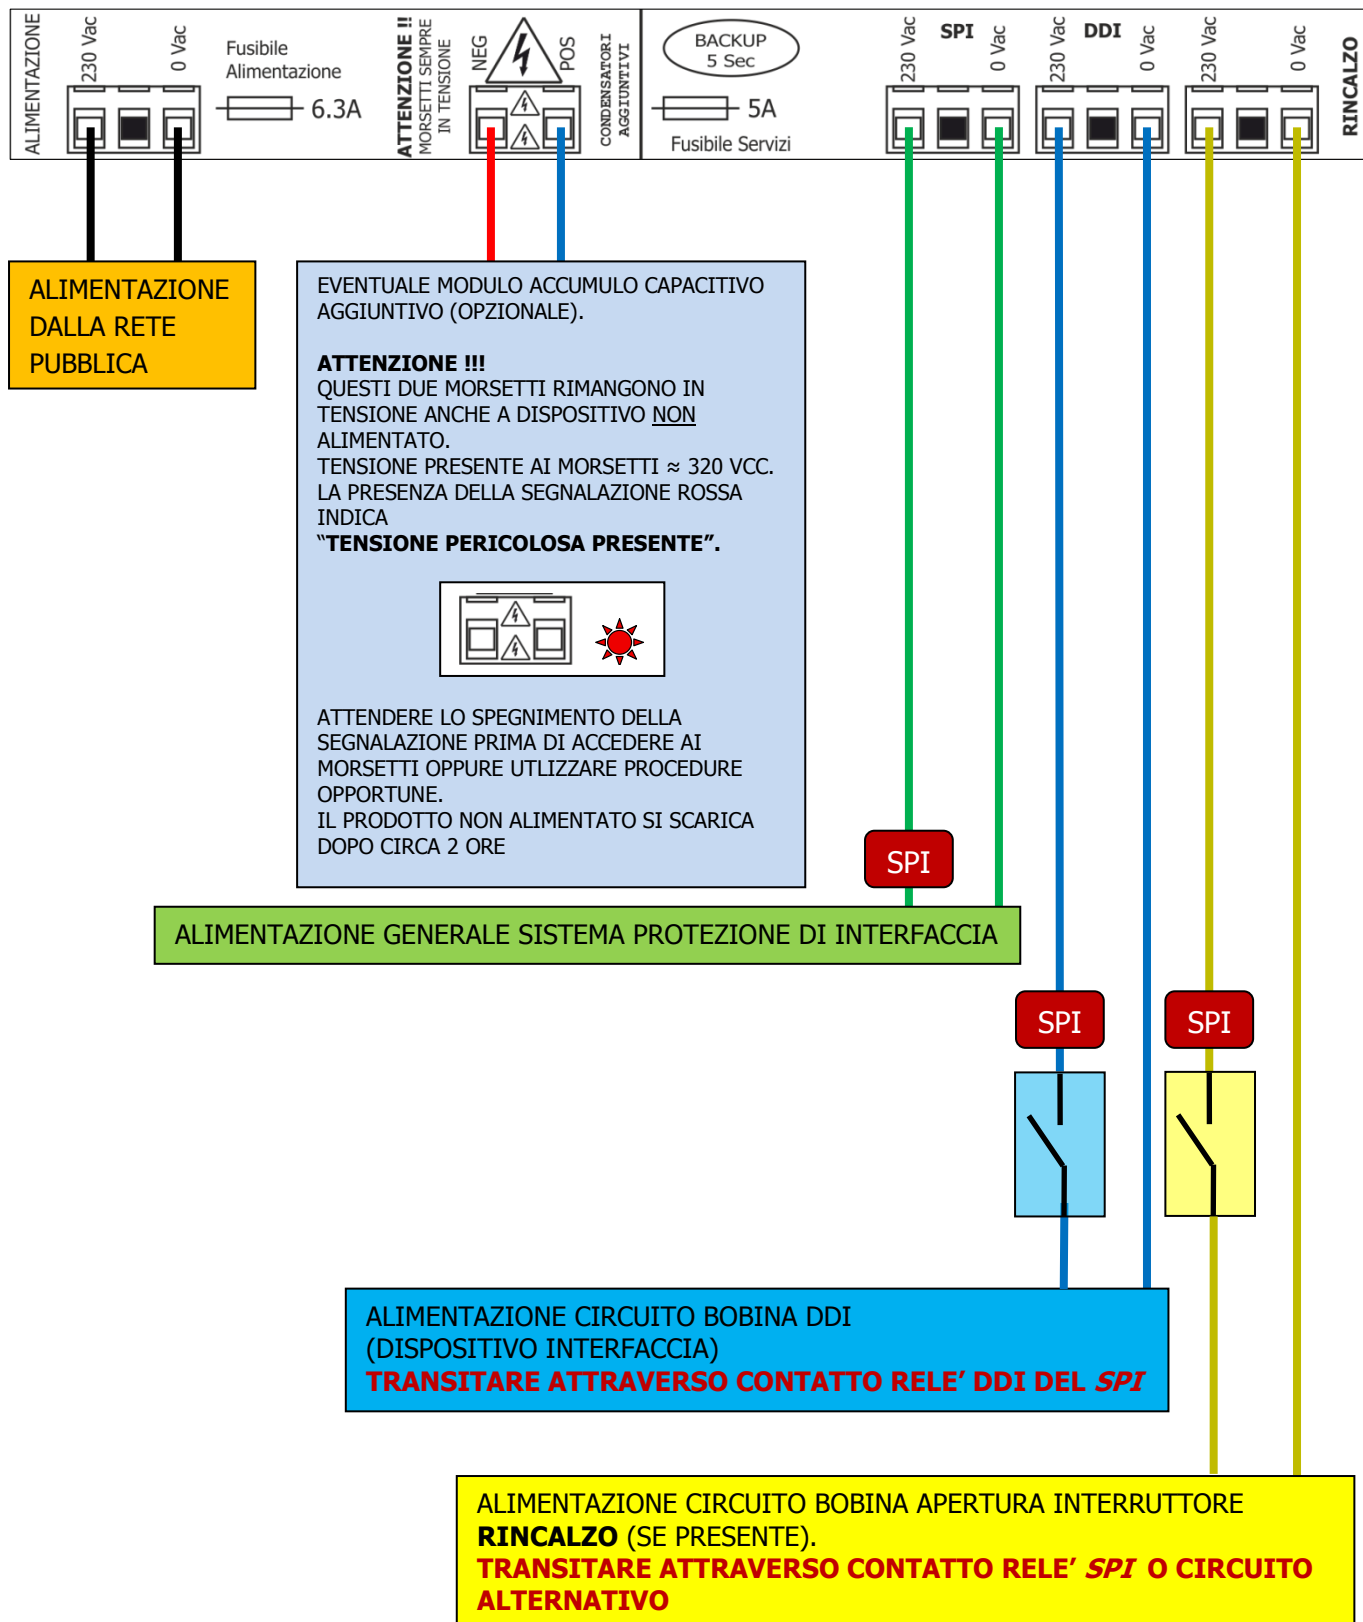 ALIMENTAZIONE
230 Vac
0 Vac
Fusibile
Alimentazione
6.3A
ATTENZIONE !!
MORSETTI SEMPRE
IN TENSIONE
NEG
POS
CONDENSATORI
AGGIUNTIVI
BACKUP
5 Sec
5A
Fusibile Servizi
230 Vac
SPI
0 Vac
230 Vac
DDI
0 Vac
230 Vac
0 Vac
RINCALZO
ALIMENTAZIONE
DALLA RETE
PUBBLICA
EVENTUALE MODULO ACCUMULO CAPACITIVO
AGGIUNTIVO (OPZIONALE).
ATTENZIONE !!!
QUESTI DUE MORSETTI RIMANGONO IN
TENSIONE ANCHE A DISPOSITIVO NON
ALIMENTATO.
TENSIONE PRESENTE AI MORSETTI ≈ 320 VCC.
LA PRESENZA DELLA SEGNALAZIONE ROSSA
INDICA
“TENSIONE PERICOLOSA PRESENTE”.
ATTENDERE LO SPEGNIMENTO DELLA
SEGNALAZIONE PRIMA DI ACCEDERE AI
MORSETTI OPPURE UTLIZZARE PROCEDURE
OPPORTUNE.
IL PRODOTTO NON ALIMENTATO SI SCARICA
DOPO CIRCA 2 ORE
SPI
ALIMENTAZIONE GENERALE SISTEMA PROTEZIONE DI INTERFACCIA
SPI
SPI
ALIMENTAZIONE CIRCUITO BOBINA DDI
(DISPOSITIVO INTERFACCIA)
TRANSITARE ATTRAVERSO CONTATTO RELE’ DDI DEL SPI
ALIMENTAZIONE CIRCUITO BOBINA APERTURA INTERRUTTORE
RINCALZO (SE PRESENTE).
TRANSITARE ATTRAVERSO CONTATTO RELE’ SPI O CIRCUITO
ALTERNATIVO